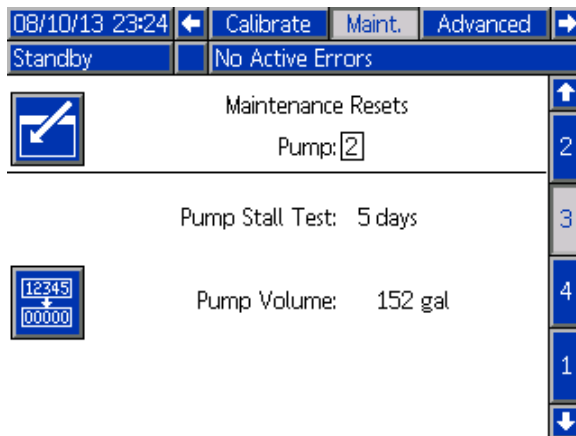 08/10/13 23:24 Calibrate Maint. Advanced
Standby No Active Errors
Maintenance Resets
Pump: 2
2
Pump Stall Test: 5 days
3
12345
00000
Pump Volume: 152 gal
4
1